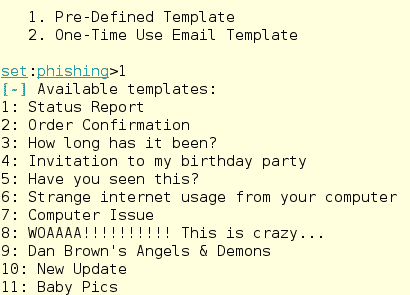 1. Pre-Defined Template
2. One-Time Use Email Template
set:phishing>1
[-] Available templates:
1: Status Report
2: Order Confirmation
3: How long has it been?
4: Invitation to my birthday party
5: Have you seen this?
6: Strange internet usage from your computer
7: Computer Issue
8: WOAAAA!!!!!!!!!! This is crazy...
9: Dan Brown's Angels & Demons
10: New Update
11: Baby Pics